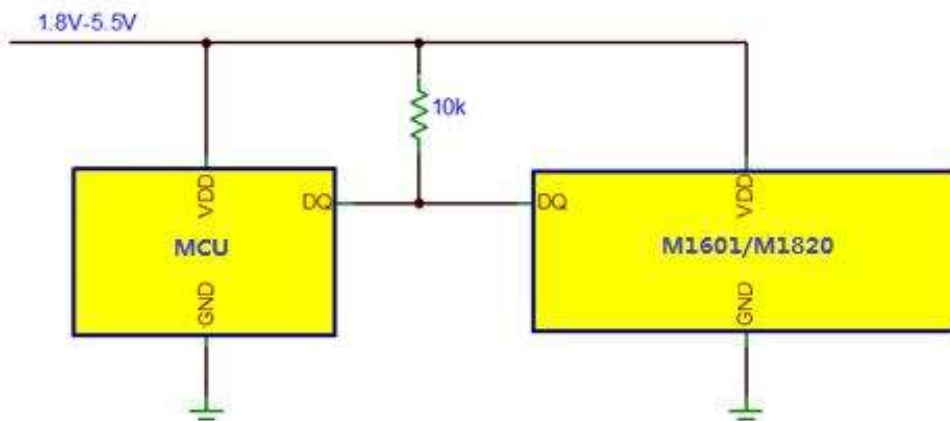 1.8V-5.5V
10k
VDD
DQ
MCU
GND
DQ
VDD
M1601/M1820
GND